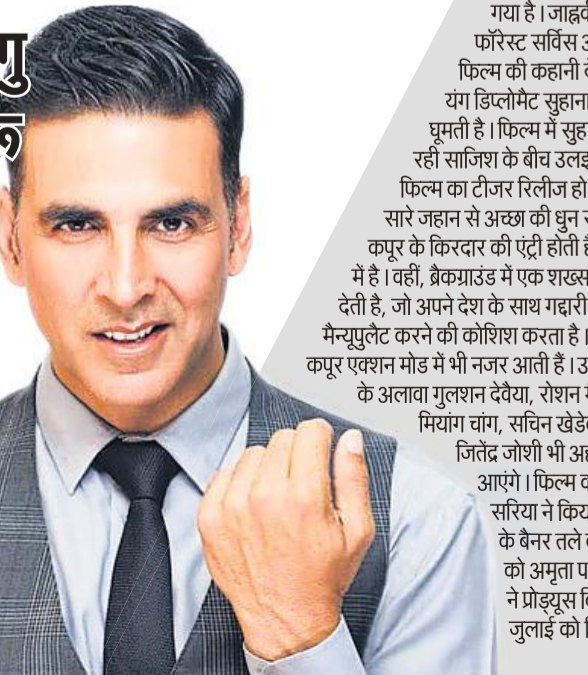 गु
रू
गया है। जाह्नवी
फॉरेस्ट सर्विस
फिल्म की कहानी
यंग डिप्लोमैट सुहाना
घूमती है। फिल्म में
रही साजिश के बीच
फिल्म का टीजर रिलीज हो
सारे जहान से अच्छा की धुन
कपूर के किरदार की एंट्री होती
में है। वहीं, ब्रैकग्राउंड में एक शख्स
देती है, जो अपने देश के साथ गद्दारी
मैन्यूपुलैट करने की कोशिश करता है।
कपूर एक्शन मोड में भी नजर आती हैं।
के अलावा गुलशन देवैया, रोशन
मियांग चांग, सचिन
जितेंद्र जोशी भी
आएंगे। फिल्म
सरिया ने
के बैनर तले
को अमृता
ने प्रोड्यूस
जुलाई को